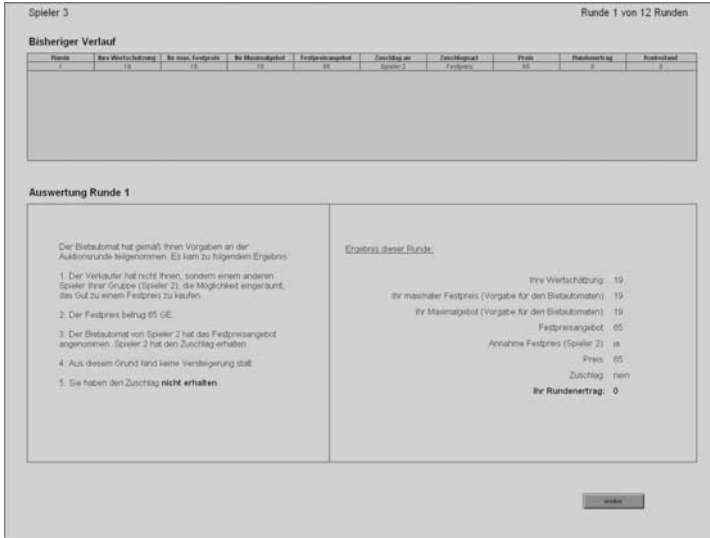 Spieler 3
Runde 1 von 12 Runden
Bisheriger Verlauf
Runde Ihre Wertschätzung Ihr max. Festpreis Ihr Maximalgebot Festpreisangebot Zuschlag an Zuschlagsart Preis Rundenertrag Kontostand
1 19 19 19 65 Spieler 2 Festpreis 65 0 0
Auswertung Runde 1
Der Bietautomat hat gemäß Ihren Vorgaben an der
Auktionsrunde teilgenommen. Es kam zu folgendem Ergebnis
1. Der Verkäufer hat nicht Ihnen, sondern einem anderen
Spieler Ihrer Gruppe (Spieler 2), die Möglichkeit eingeräumt,
das Gut zu einem Festpreis zu kaufen.
2. Der Festpreis betrug 65 GE.
3. Der Bietautomat von Spieler 2 hat das Festpreisangebot
angenommen. Spieler 2 hat den Zuschlag erhalten.
4. Aus diesem Grund fand keine Versteigerung statt.
5. Sie haben den Zuschlag nicht erhalten.
Ergebnis dieser Runde:
Ihre Wertschätzung: 19
Ihr maximaler Festpreis (Vorgabe für den Bietautomaten): 19
Ihr Maximalgebot (Vorgabe für den Bietautomaten): 19
Festpreisangebot: 65
Annahme Festpreis (Spieler 2): ja
Preis: 65
Zuschlag: nein
Ihr Rundenertrag: 0
weiter